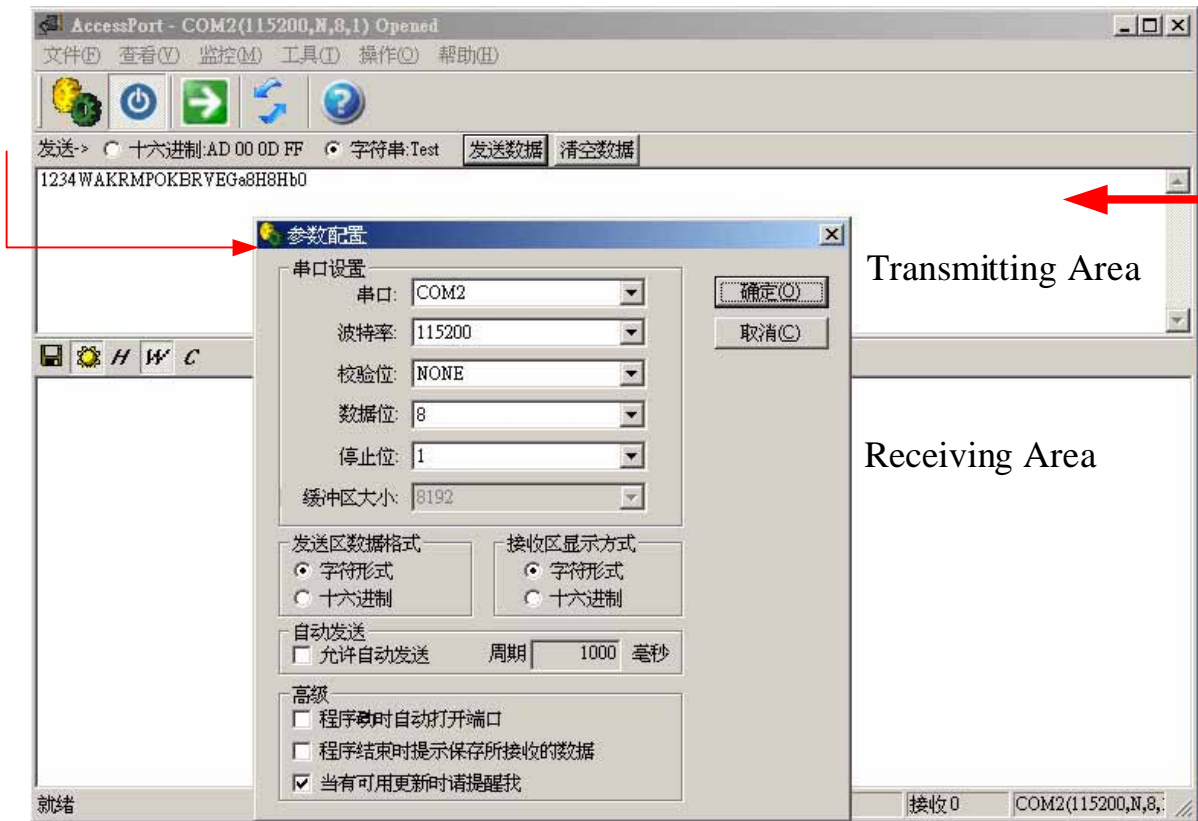 AccessPort - COM2(115200,N,8,1) Opened
文件(F) 查看(V) 监控(M) 工具(T) 操作(O) 帮助(H)
发送-> 十六进制:AD 00 0D FF 字符串:Test 发送数据 清空数据
1234WAKRMPOKBRVEGa8H8Hb0
Transmitting Area
参数配置
串口设置
串口: COM2
确定(O)
波特率: 115200
取消(C)
H W C
校验位: NONE
数据位: 8
停止位: 1
Receiving Area
缓冲区大小: 8192
发送区数据格式 接收区显示方式
字符形式 字符形式
十六进制 十六进制
自动发送
允许自动发送 周期 1000 毫秒
高级
程序 时自动打开端口
程序结束时提示保存所接收的数据
当有可用更新时请提醒我
就绪 接收 0 COM2(115200,N,8,